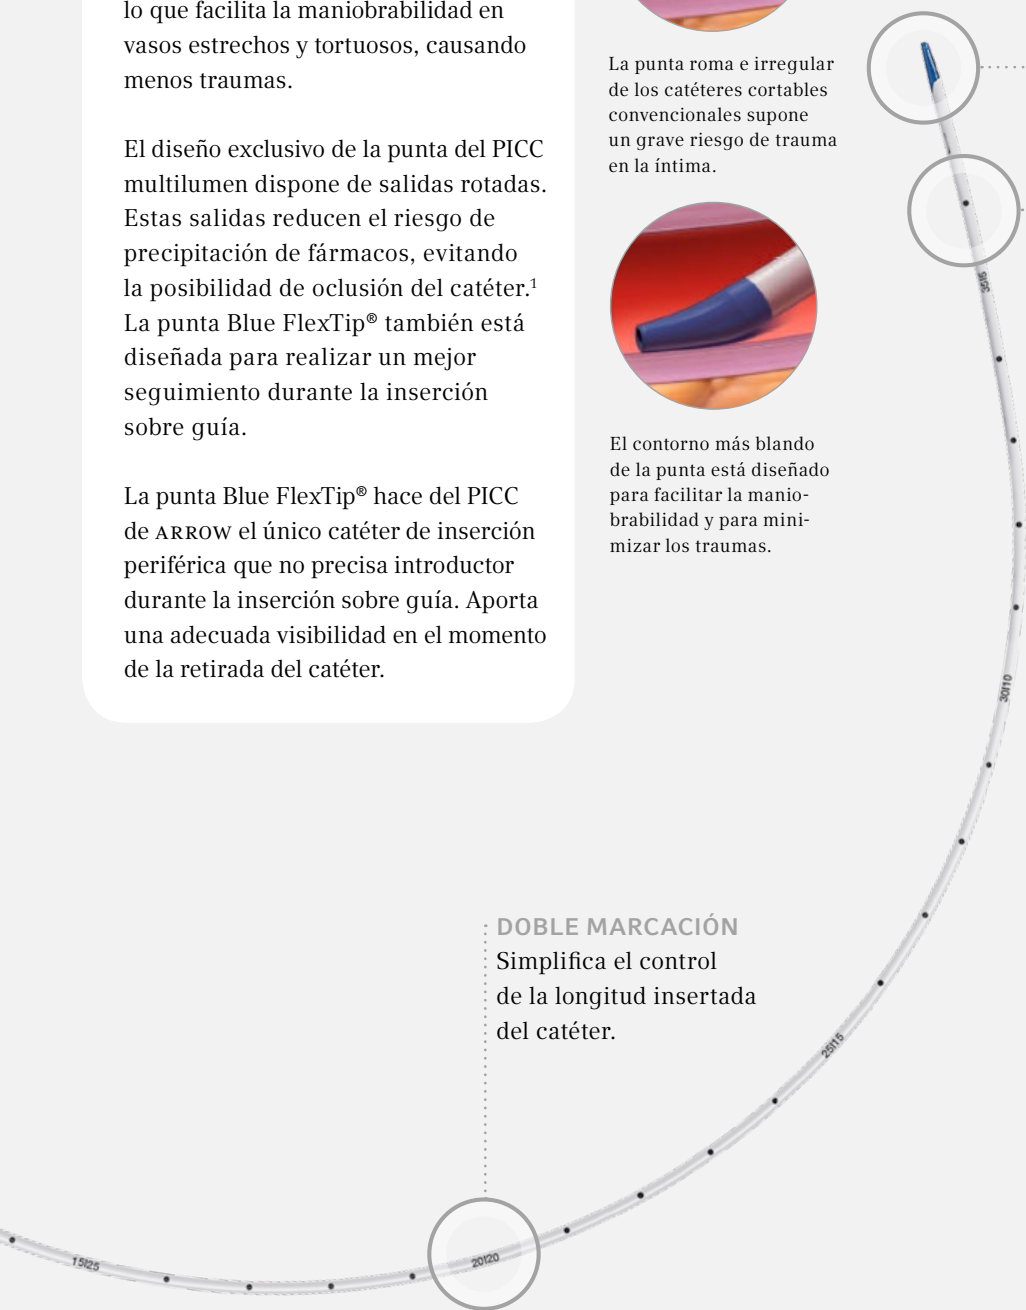 lo que facilita la maniobrabilidad en
vasos estrechos y tortuosos, causando
menos traumas.
El diseño exclusivo de la punta del PICC
multilumen dispone de salidas rotadas.
Estas salidas reducen el riesgo de
precipitación de fármacos, evitando
la posibilidad de oclusión del catéter.1
La punta Blue FlexTip® también está
diseñada para realizar un mejor
seguimiento durante la inserción
sobre guía.
La punta Blue FlexTip® hace del PICC
de ARROW el único catéter de inserción
periférica que no precisa introductor
durante la inserción sobre guía. Aporta
una adecuada visibilidad en el momento
de la retirada del catéter.
La punta roma e irregular
de los catéteres cortables
convencionales supone
un grave riesgo de trauma
en la íntima.
El contorno más blando
de la punta está diseñado
para facilitar la manio-
brabilidad y para mini-
mizar los traumas.
DOBLE MARCACIÓN
Simplifica el control
de la longitud insertada
del catéter.
30|10
25|15
20|20
15|25